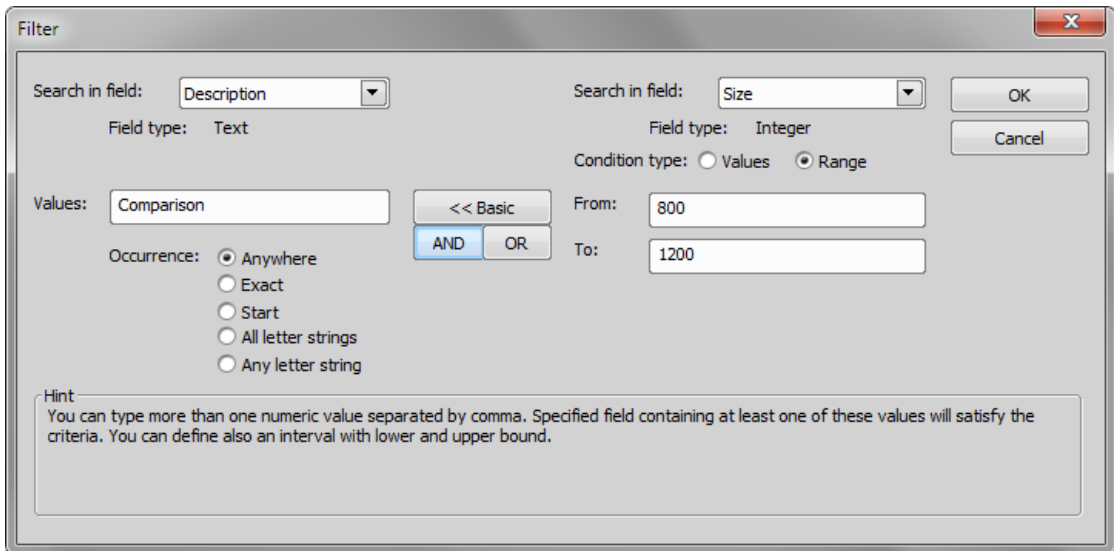 Filter
Search in field: Description
Field type: Text
Search in field: Size
Field type: Integer
Condition type: Values Range
OK
Cancel
Values: Comparison
<< Basic
AND OR
From: 800
To: 1200
Occurrence: Anywhere
Exact
Start
All letter strings
Any letter string
Hint
You can type more than one numeric value separated by comma. Specified field containing at least one of these values will satisfy the
criteria. You can define also an interval with lower and upper bound.